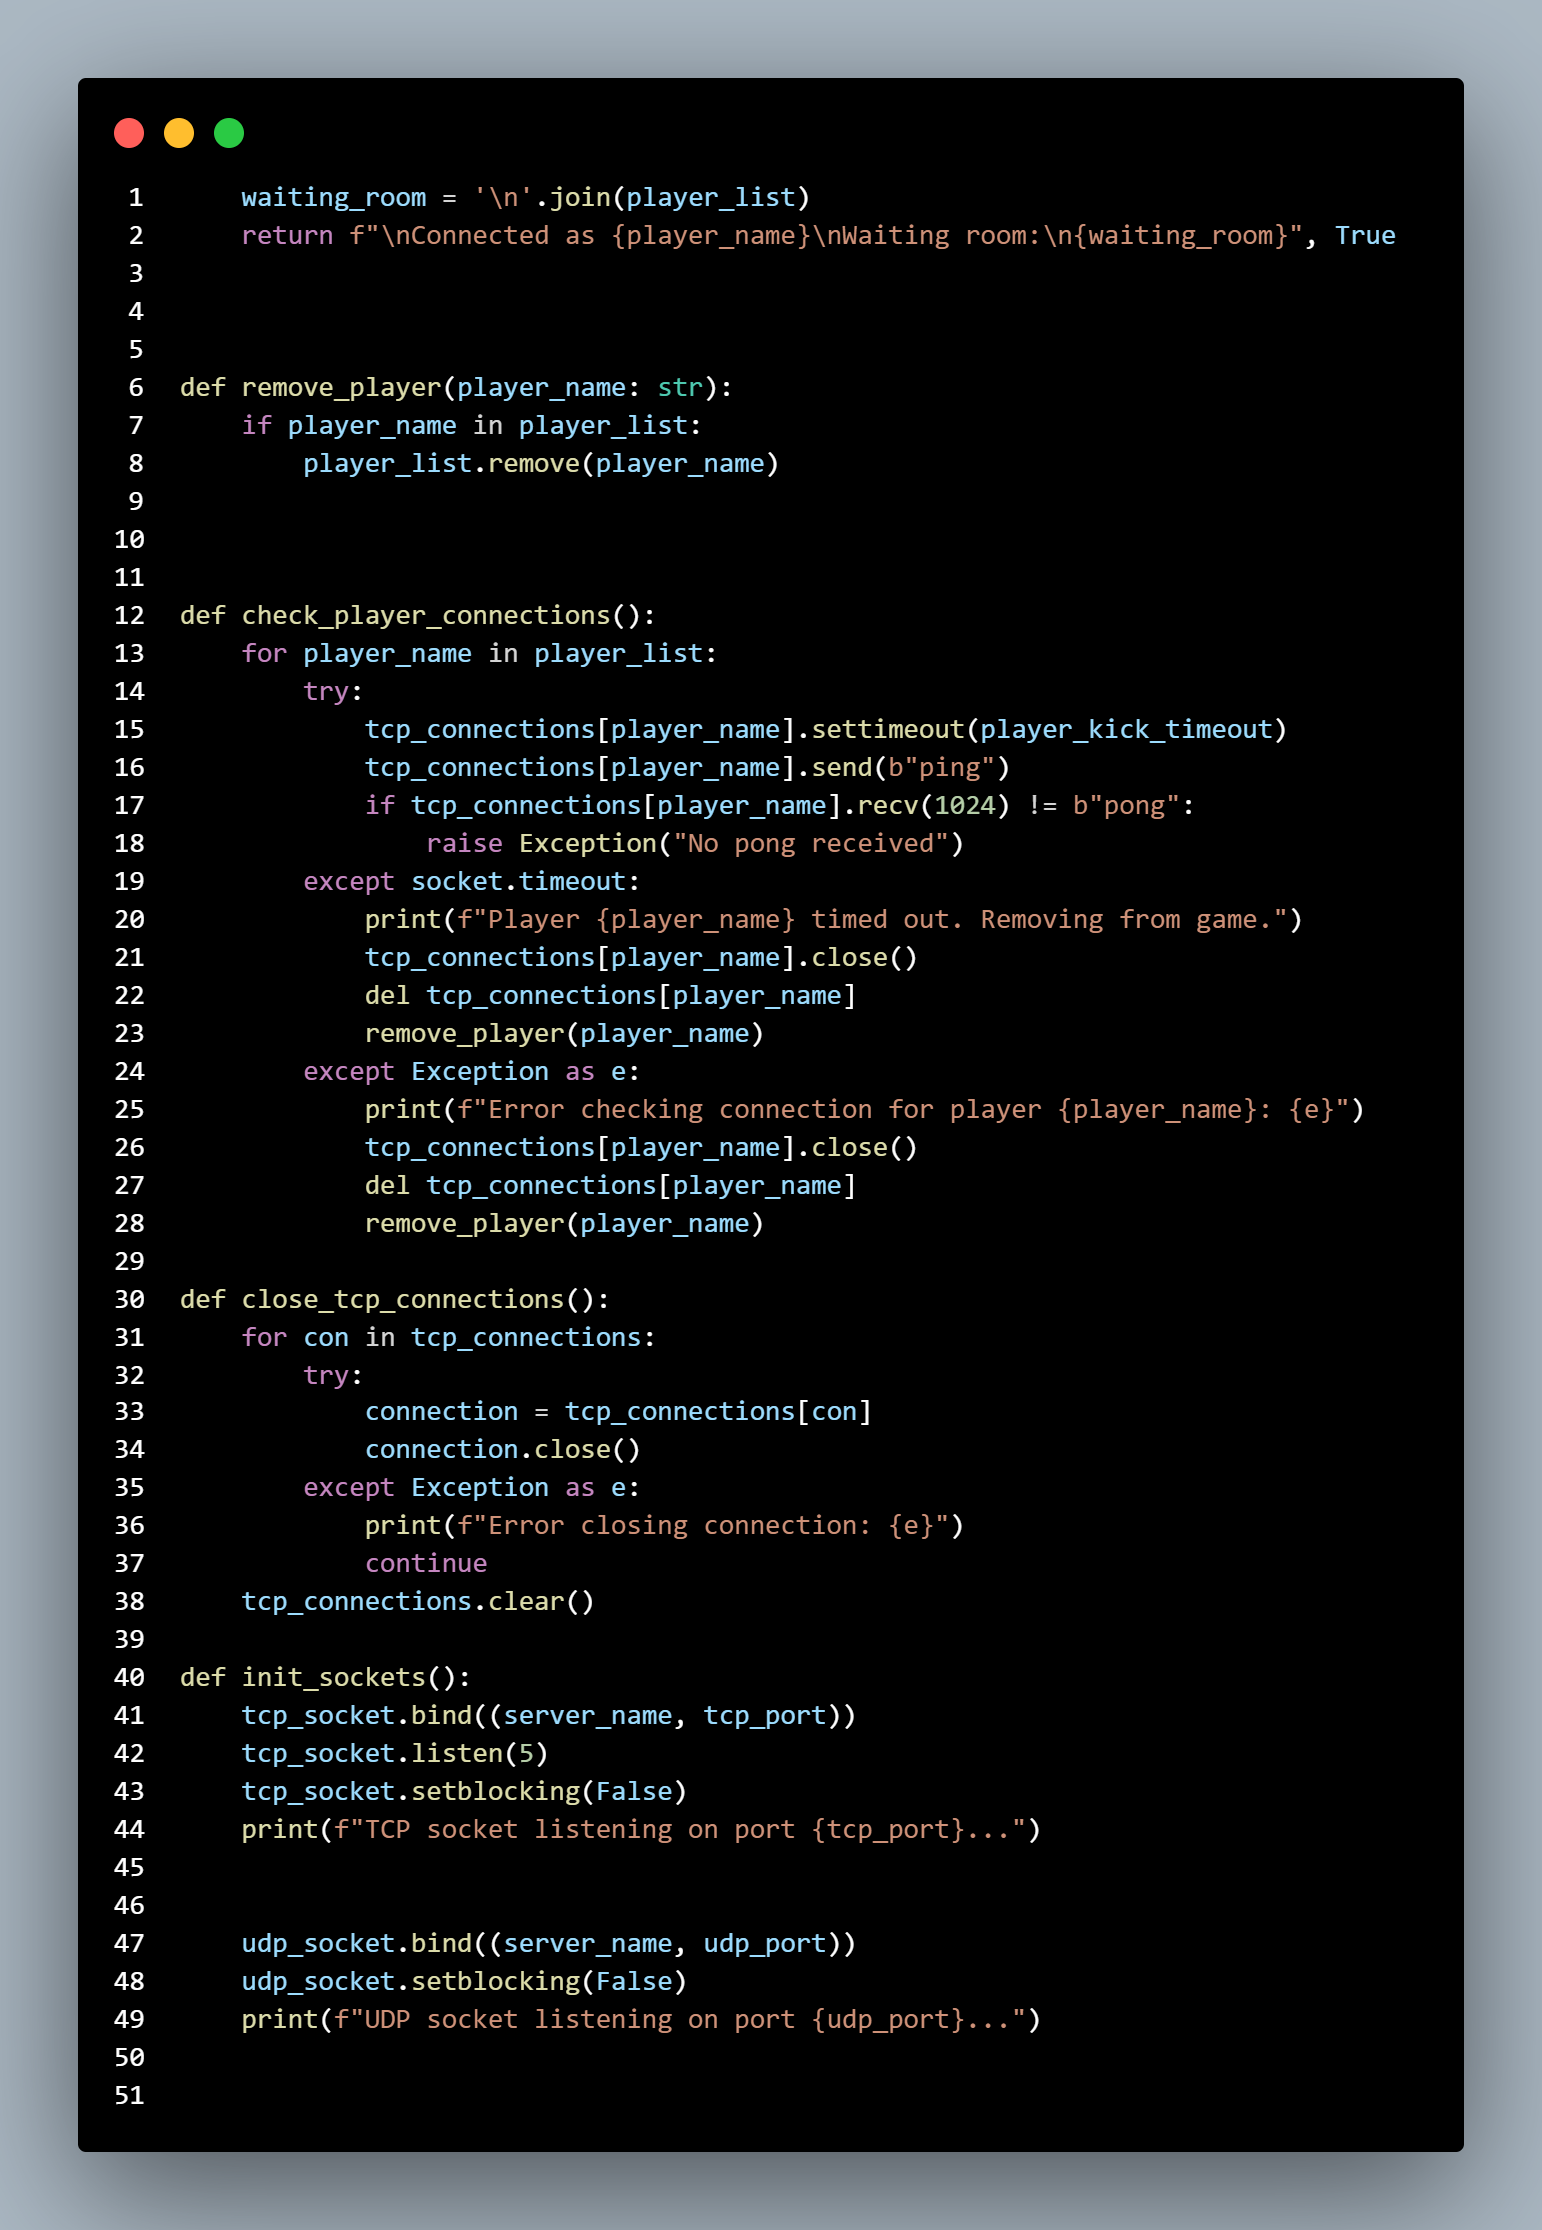 1     waiting_room = '\n'.join(player_list)
2     return f"\nConnected as {player_name}\nWaiting room:\n{waiting_room}", True
3
4
5
6 def remove_player(player_name: str):
7     if player_name in player_list:
8         player_list.remove(player_name)
9
10
11
12 def check_player_connections():
13     for player_name in player_list:
14         try:
15             tcp_connections[player_name].settimeout(player_kick_timeout)
16             tcp_connections[player_name].send(b"ping")
17             if tcp_connections[player_name].recv(1024) != b"pong":
18                 raise Exception("No pong received")
19         except socket.timeout:
20             print(f"Player {player_name} timed out. Removing from game.")
21             tcp_connections[player_name].close()
22             del tcp_connections[player_name]
23             remove_player(player_name)
24         except Exception as e:
25             print(f"Error checking connection for player {player_name}: {e}")
26             tcp_connections[player_name].close()
27             del tcp_connections[player_name]
28             remove_player(player_name)
29
30 def close_tcp_connections():
31     for con in tcp_connections:
32         try:
33             connection = tcp_connections[con]
34             connection.close()
35         except Exception as e:
36             print(f"Error closing connection: {e}")
37             continue
38     tcp_connections.clear()
39
40 def init_sockets():
41     tcp_socket.bind((server_name, tcp_port))
42     tcp_socket.listen(5)
43     tcp_socket.setblocking(False)
44     print(f"TCP socket listening on port {tcp_port}...")
45
46
47     udp_socket.bind((server_name, udp_port))
48     udp_socket.setblocking(False)
49     print(f"UDP socket listening on port {udp_port}...")
50
51